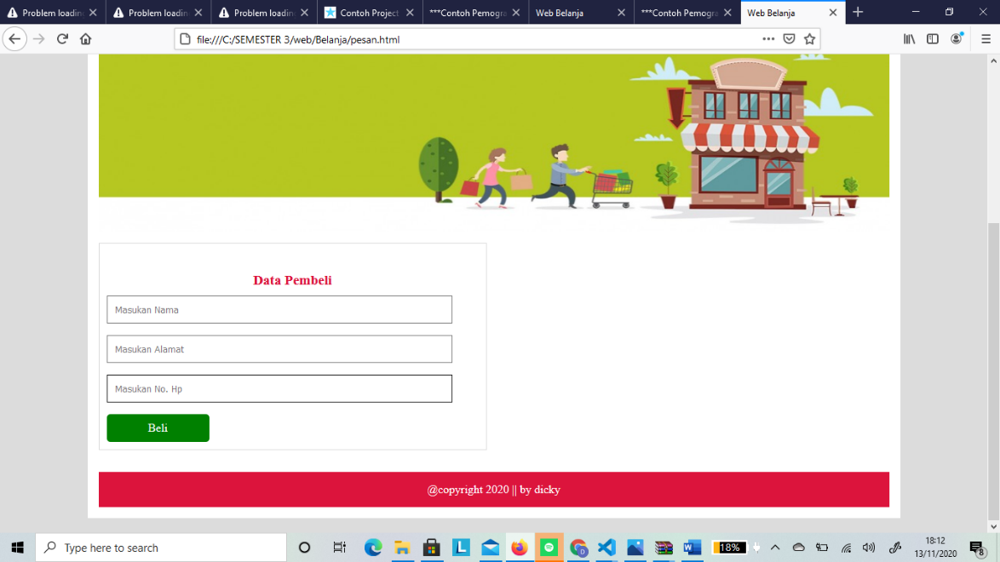 Problem loadin
Problem loadin
Problem loadin
Contoh Project
***Contoh Pemogra
Web Belanja
***Contoh Pemogra
Web Belanja
file:///C:/SEMESTER 3/web/Belanja/pesan.html
Data Pembeli
Masukan Nama
Masukan Alamat
Masukan No. Hp
Beli
@copyright 2020 || by dicky
Type here to search
18%
18:12
13/11/2020
8